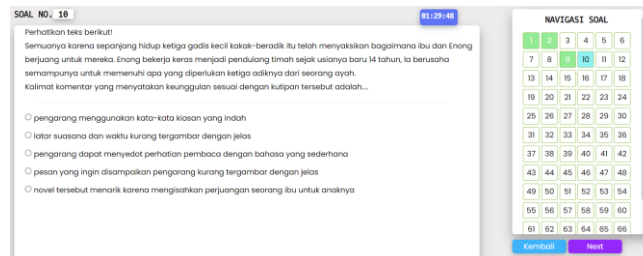 SOAL NO. 10
01:29:48
Perhatikan teks berikut!
Semuanya karena sepanjang hidup ketiga gadis kecil kakak-beradik itu telah menyaksikan bagaimana ibu dan Enong
berjuang untuk mereka. Enong bekerja keras menjadi pendulang timah sejak usianya baru 14 tahun, ia berusaha
semampunya untuk memenuhi apa yang diperlukan ketiga adiknya dari seorang ayah.
Kalimat komentar yang menyatakan keunggulan sesuai dengan kutipan tersebut adalah....
pengarang menggunakan kata-kata kiasan yang indah
latar suasana dan waktu kurang tergambar dengan jelas
pengarang dapat menyedot perhatian pembaca dengan bahasa yang sederhana
pesan yang ingin disampaikan pengarang kurang tergambar dengan jelas
novel tersebut menarik karena mengisahkan perjuangan seorang ibu untuk anaknya
NAVIGASI SOAL
1 2 3 4 5 6
7 8 9 10 11 12
13 14 15 16 17 18
19 20 21 22 23 24
25 26 27 28 29 30
31 32 33 34 35 36
37 38 39 40 41 42
43 44 45 46 47 48
49 50 51 52 53 54
55 56 57 58 59 60
61 62 63 64 65 66
Kembali Next